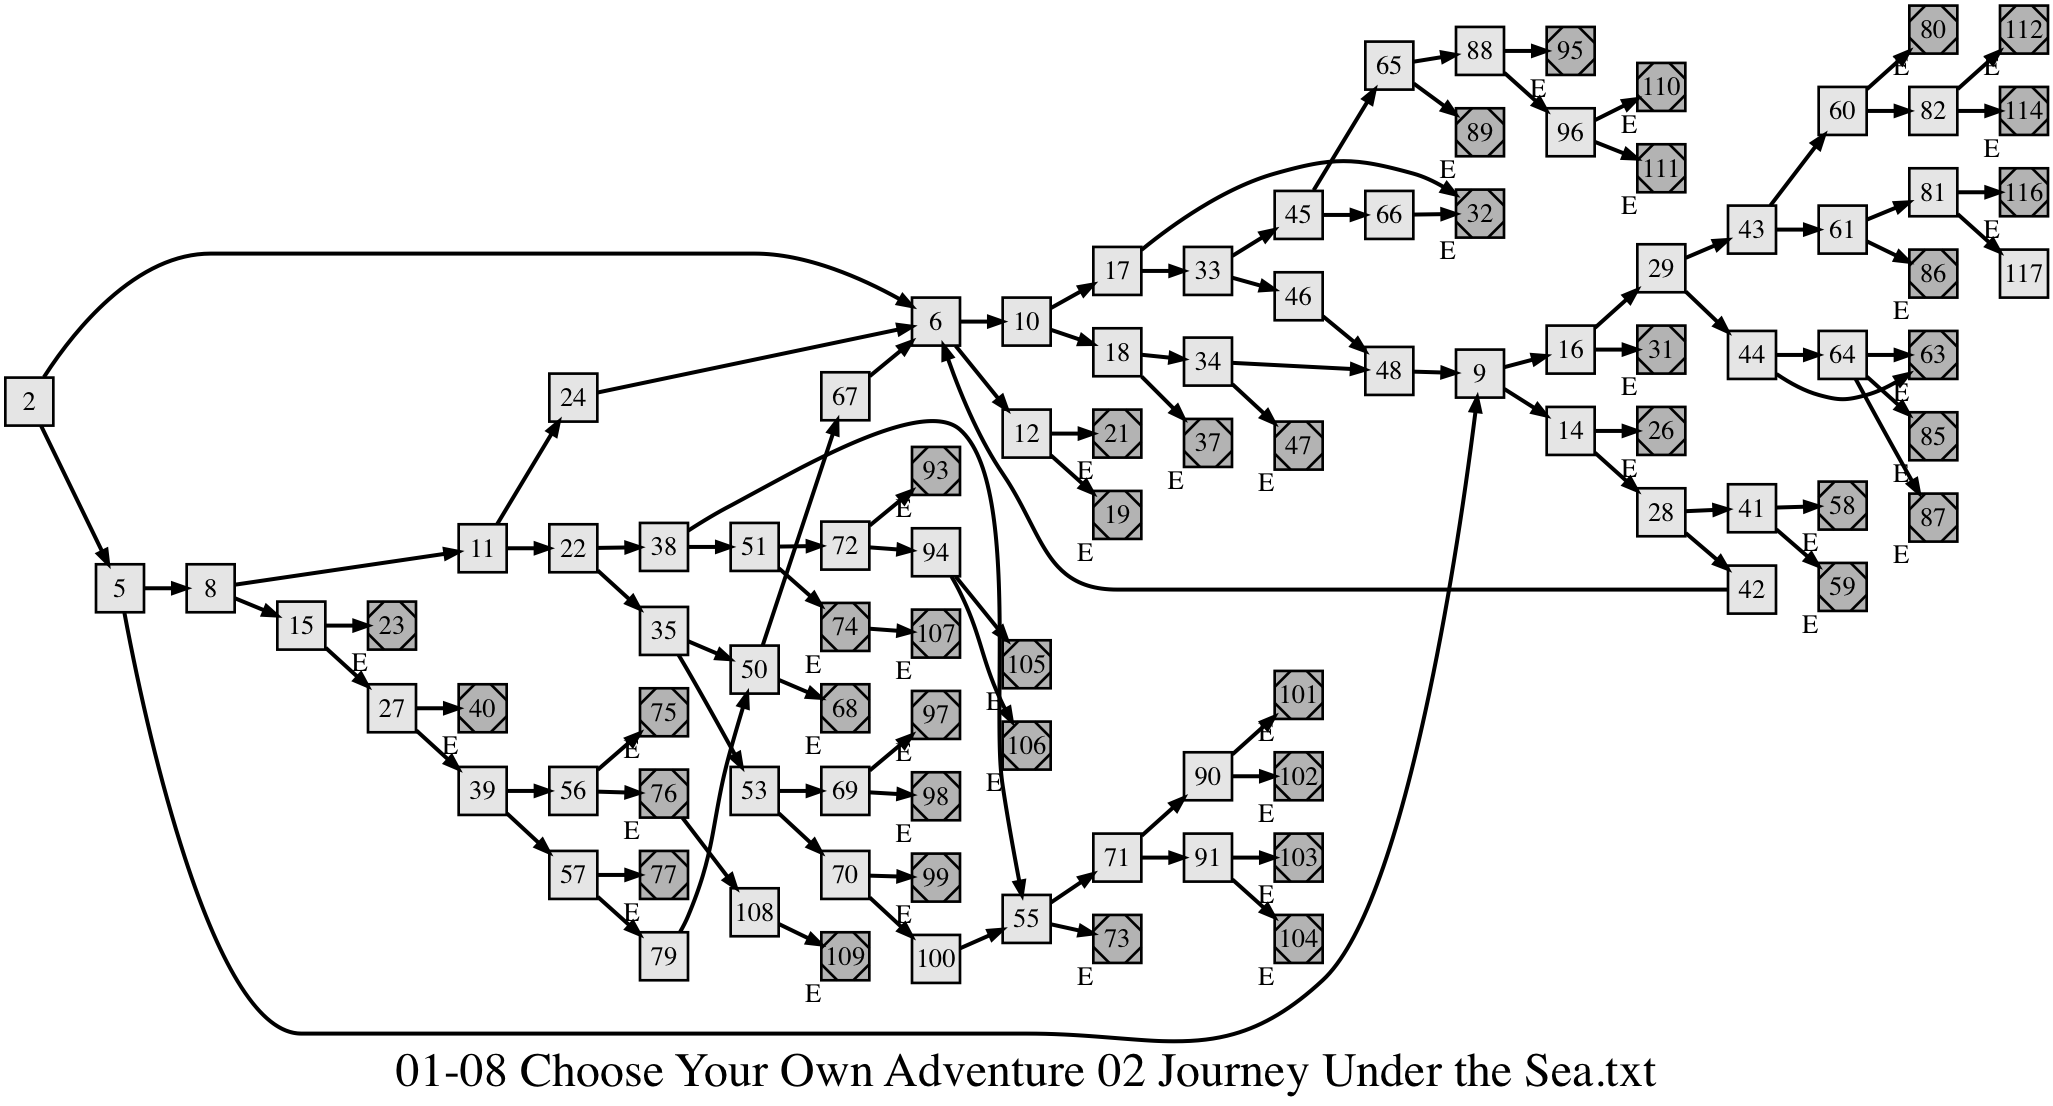 80
112
E
E
65
88
95
110
E
60
82
114
E
89
96
E
111
E
E
45
66
32
E
81
116
E
17
33
43
61
117
29
86
E
46
6
10
18
34
48
9
16
31
E
44
64
63
E
2
24
67
12
21
E
37
E
47
E
14
26
E
85
E
93
E
19
E
28
41
58
E
87
E
11
22
38
51
72
94
42
59
E
5
8
15
23
E
35
50
74
E
107
E
105
E
27
40
E
75
E
68
E
97
E
106
E
101
E
39
56
76
E
53
69
98
E
90
102
E
57
77
E
108
70
99
E
71
91
103
E
79
109
E
100
55
73
E
104
E
01-08 Choose Your Own Adventure 02 Journey Under the Sea.txt